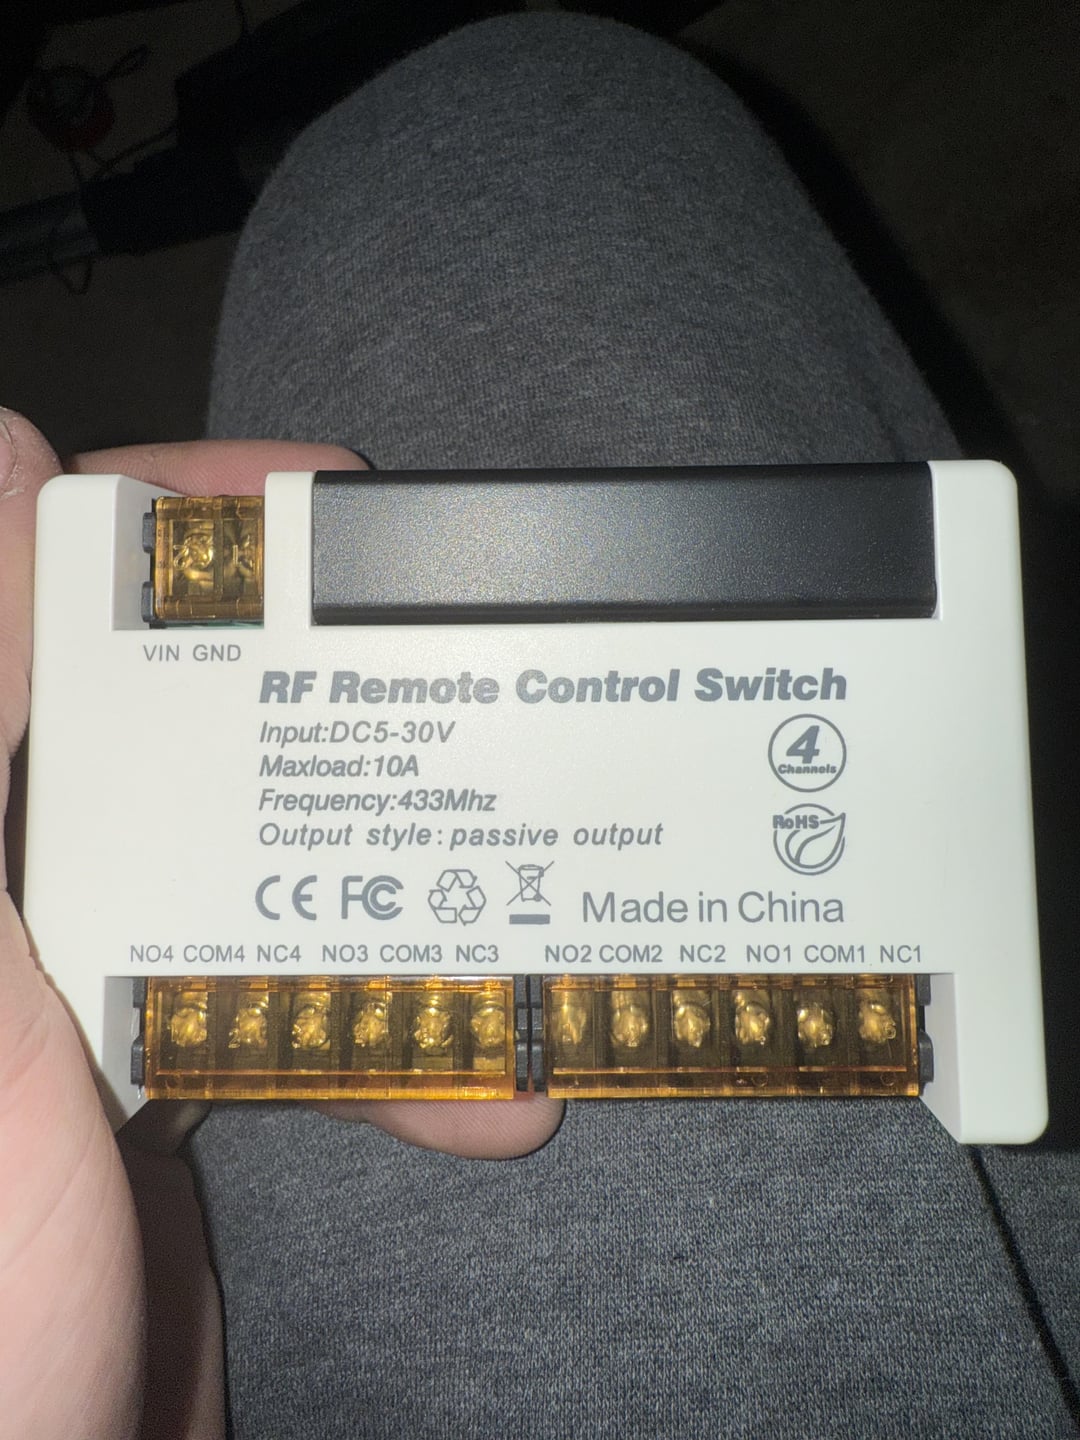 VIN GND
RF Remote Control Switch
Input:DC5-30V
Maxload:10A
Frequency:433Mhz
Output style:passive output
4
Channels
RoHS
CE FC
Made in China
NO4 COM4 NC4 NO3 COM3 NC3 NO2 COM2 NC2 NO1 COM1 NC1